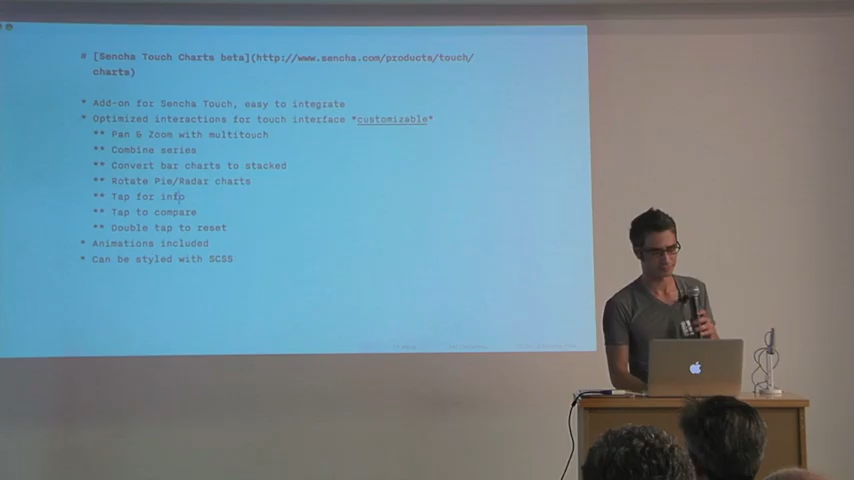 # [Sencha Touch Charts beta](http://www.sencha.com/products/touch/
charts)
* Add-on for Sencha Touch, easy to integrate
* Optimized interactions for touch interface *customizable*
** Pan & Zoom with multitouch
** Combine series
** Convert bar charts to stacked
** Rotate Pie/Radar charts
** Tap for info
** Tap to compare
** Double tap to reset
* Animations included
* Can be styled with SCSS